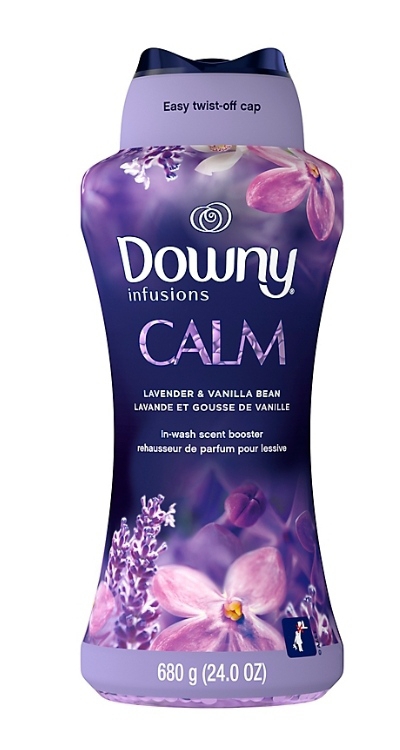 Easy twist-off cap
Downy
infusions
CALM
LAVENDER & VANILLA BEAN
LAVANDE ET GOUSSE DE VANILLE
in-wash scent booster
rehausseur de parfum pour lessive
680 g (24.0 OZ)